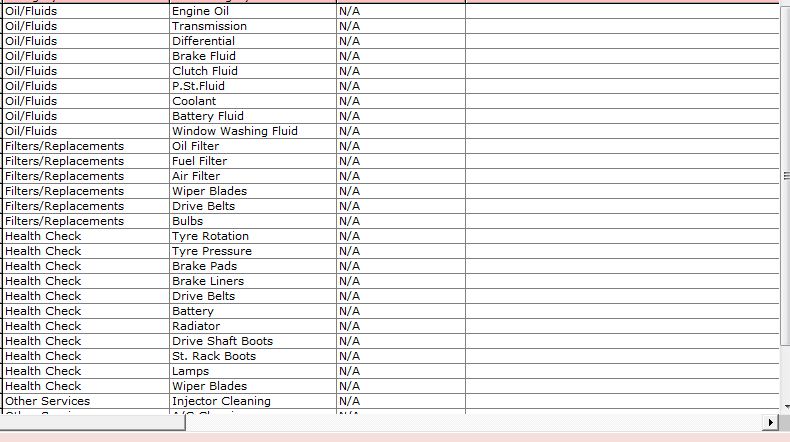 Oil/Fluids Engine Oil N/A
Oil/Fluids Transmission N/A
Oil/Fluids Differential N/A
Oil/Fluids Brake Fluid N/A
Oil/Fluids Clutch Fluid N/A
Oil/Fluids P.St.Fluid N/A
Oil/Fluids Coolant N/A
Oil/Fluids Battery Fluid N/A
Oil/Fluids Window Washing Fluid N/A
Filters/Replacements Oil Filter N/A
Filters/Replacements Fuel Filter N/A
Filters/Replacements Air Filter N/A
Filters/Replacements Wiper Blades N/A
Filters/Replacements Drive Belts N/A
Filters/Replacements Bulbs N/A
Health Check Tyre Rotation N/A
Health Check Tyre Pressure N/A
Health Check Brake Pads N/A
Health Check Brake Liners N/A
Health Check Drive Belts N/A
Health Check Battery N/A
Health Check Radiator N/A
Health Check Drive Shaft Boots N/A
Health Check St. Rack Boots N/A
Health Check Lamps N/A
Health Check Wiper Blades N/A
Other Services Injector Cleaning N/A